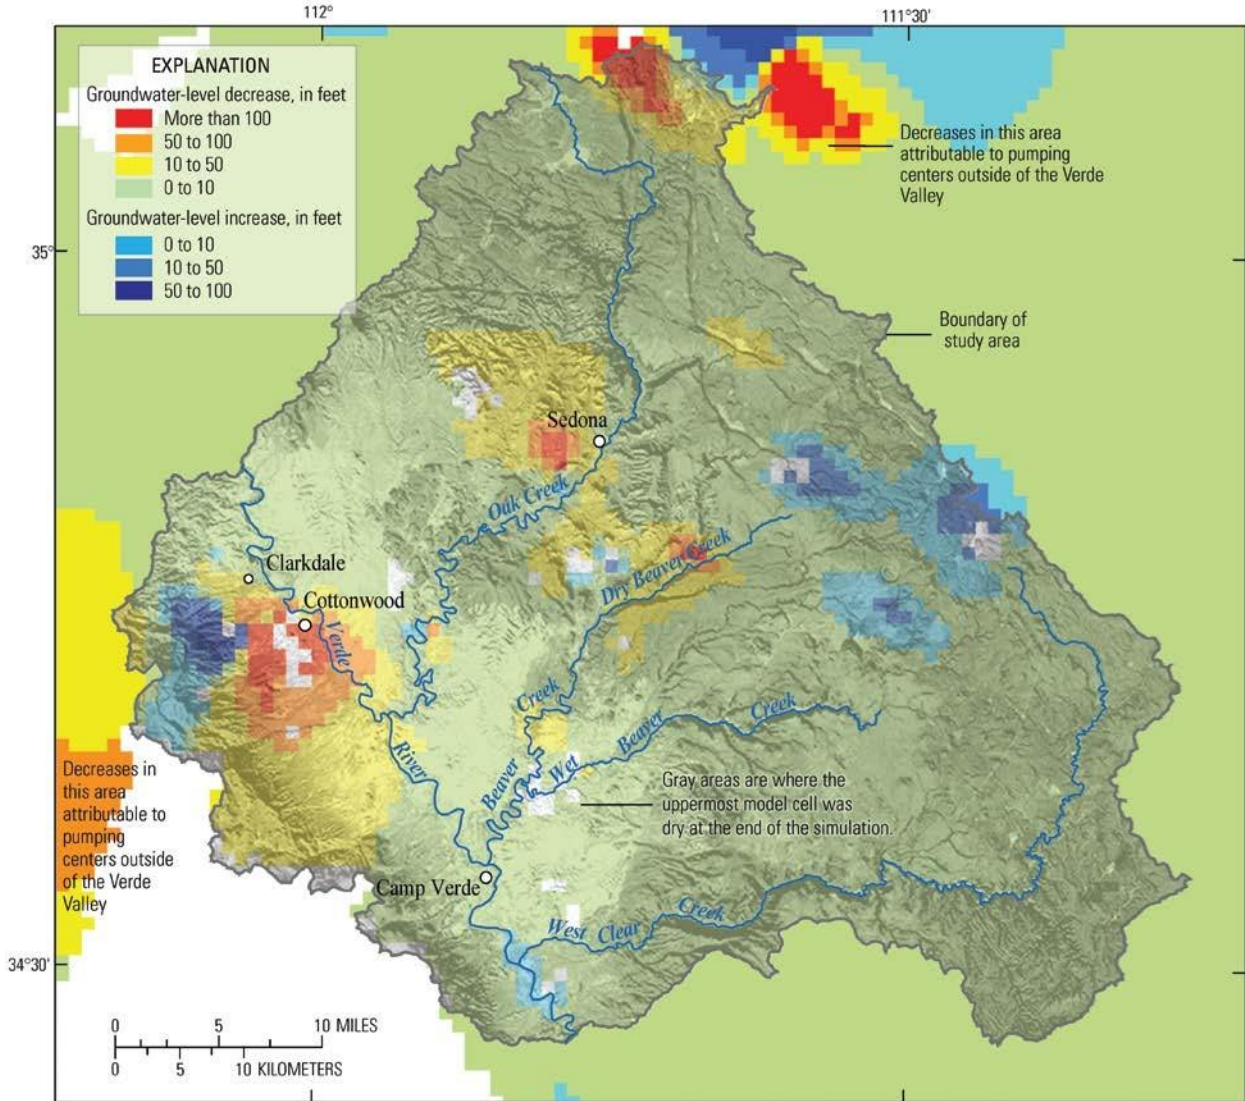 112°
111°30'
EXPLANATION
Groundwater-level decrease, in feet
More than 100
50 to 100
10 to 50
0 to 10
Groundwater-level increase, in feet
0 to 10
10 to 50
50 to 100
Decreases in this area
attributable to pumping
centers outside of the Verde
Valley
35°
Boundary of
study area
Sedona
Oak Creek
Clarkdale
Cottonwood
Verde
River
Dry Beaver Creek
Beaver
Creek
Wet
Beaver
Creek
Decreases in
this area
attributable to
pumping
centers outside
of the Verde
Valley
Gray areas are where the
uppermost model cell was
dry at the end of the simulation.
Camp Verde
West Clear Creek
34°30'
0 5 10 MILES
0 5 10 KILOMETERS